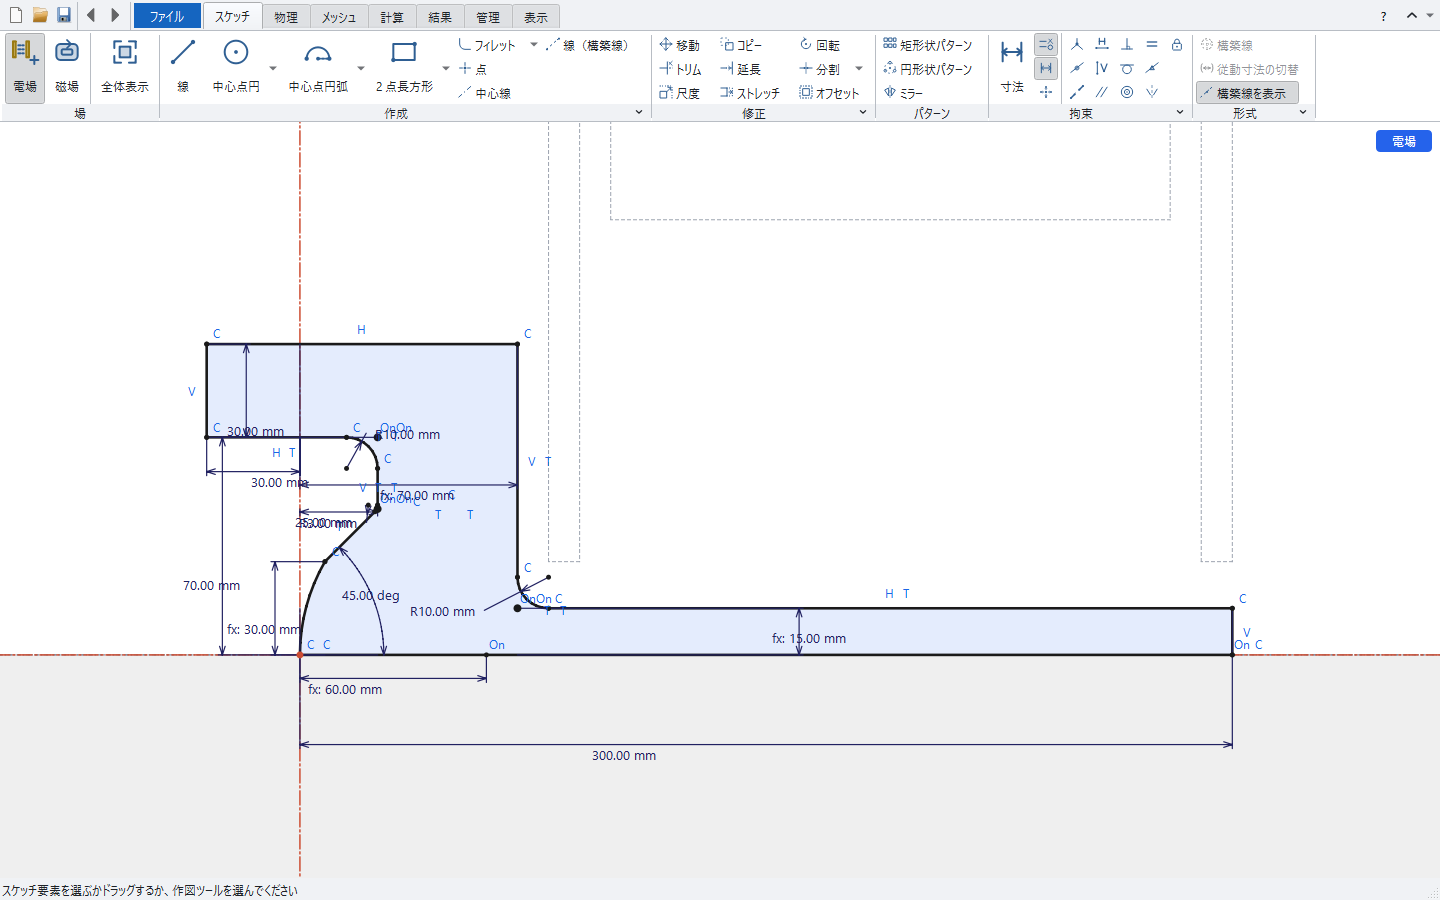 ファイル スケッチ 物理 メッシュ 計算 結果 管理 表示 ?
電場 磁場 全体表示 線 中心点円 中心点円弧 2 点長方形
フィレット 線（構築線）
点
中心線
移動 コピー 回転
トリム 延長 分割
尺度 ストレッチ オフセット
矩形状パターン
円形状パターン
ミラー
寸法
構築線
従動寸法の切替
構築線を表示
場 作成 修正 パターン 拘束 形式
電場
C H C
V
C 30.00 mm C OnOn R10.00 mm
H T C
V T
30.00 mm V T T fx: 70.00 mm C
OnOn C
T T
25.00 mm
C C
70.00 mm 45.00 deg OnOn C H T C
R10.00 mm T T
fx: 30.00 mm V
fx: 15.00 mm
C C On On C
fx: 60.00 mm
300.00 mm
スケッチ要素を選ぶかドラッグするか、作図ツールを選んでください